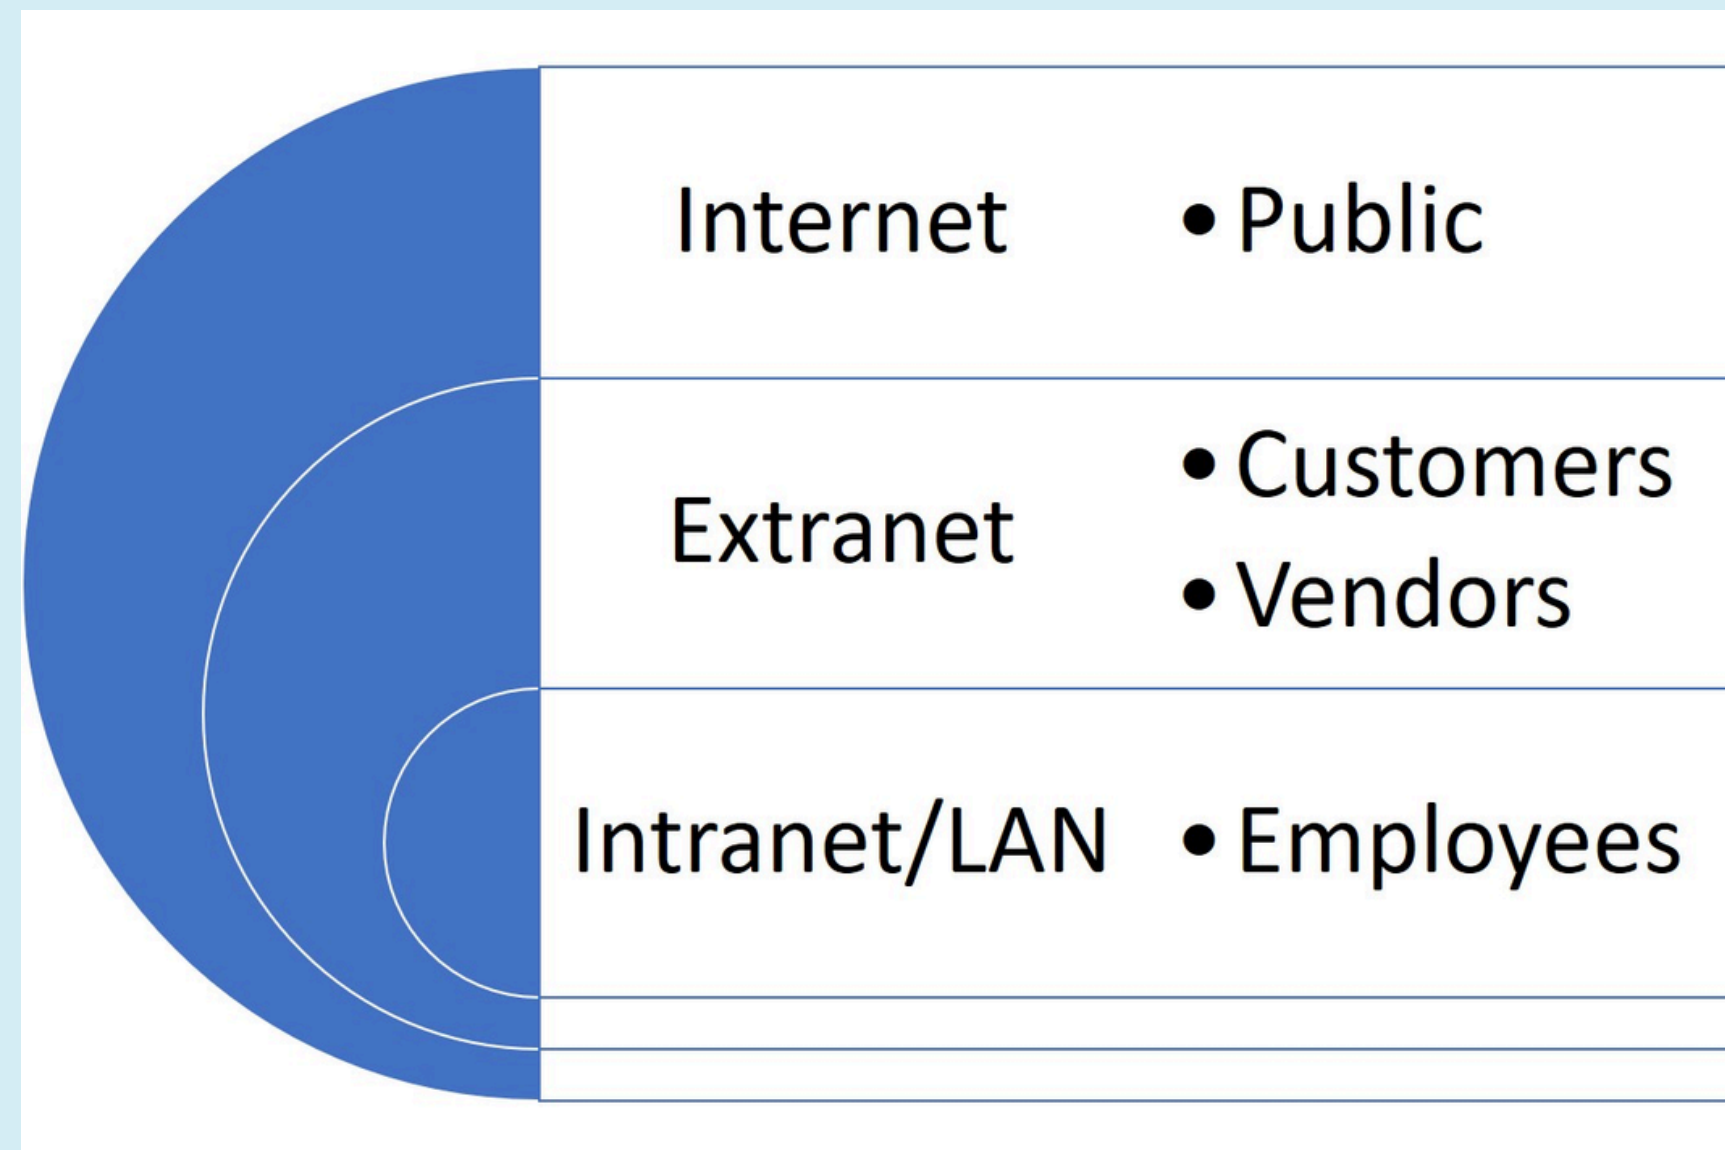 Internet • Public
Extranet • Customers
• Vendors
Intranet/LAN • Employees